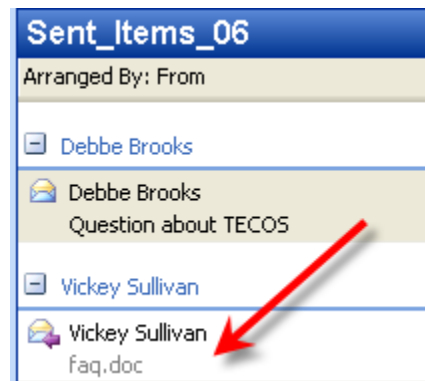 Sent_Items_06
Arranged By: From
Debbe Brooks
Debbe Brooks
Question about TECOS
Vickey Sullivan
Vickey Sullivan
faq.doc